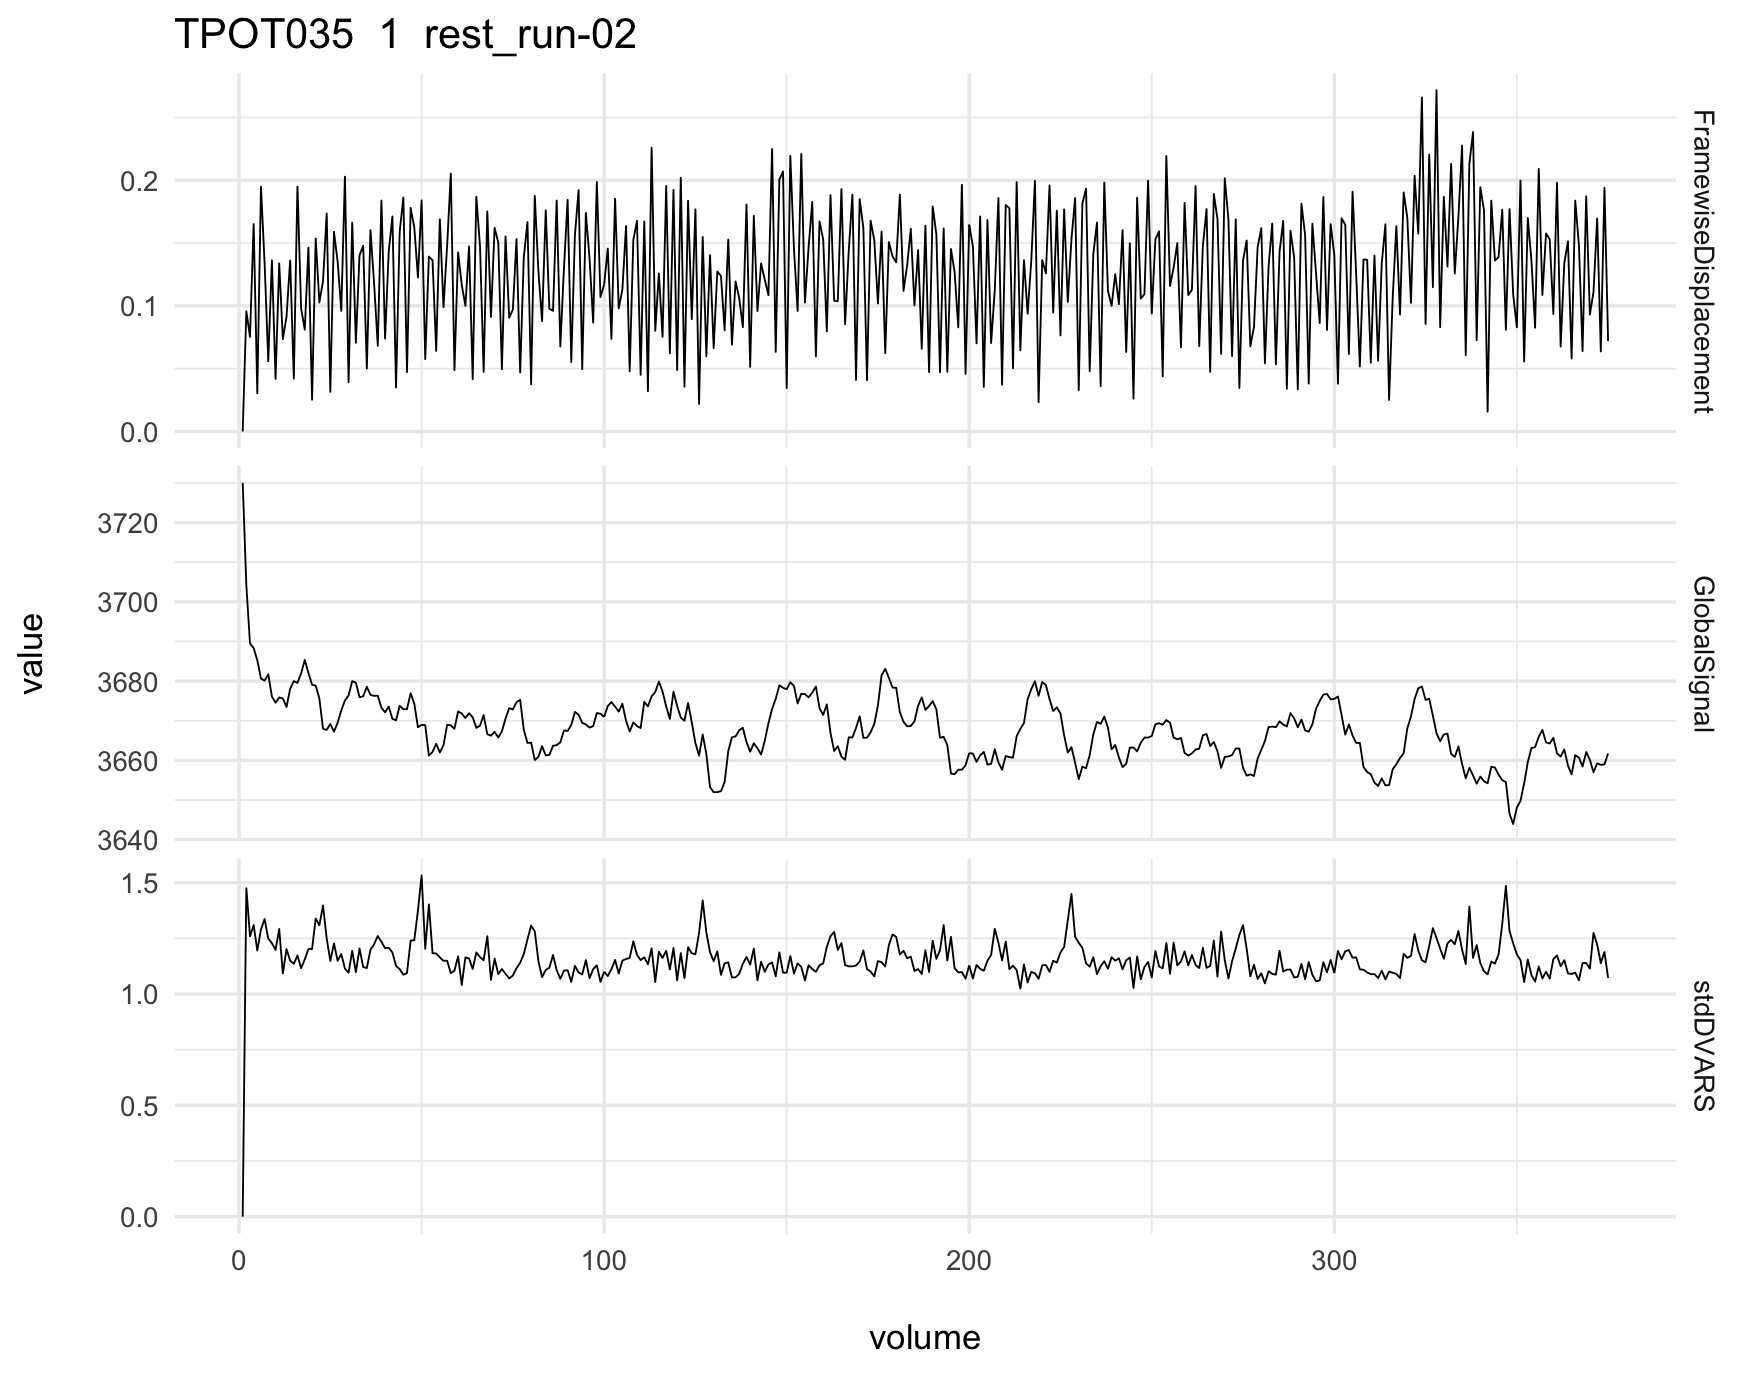 TPOT035 1 rest_run-02
0.2
0.1
0.0
FramewiseDisplacement
3720
3700
3680
3660
3640
GlobalSignal
value
1.5
1.0
0.5
0.0
stdDVARS
0 100 200 300
volume